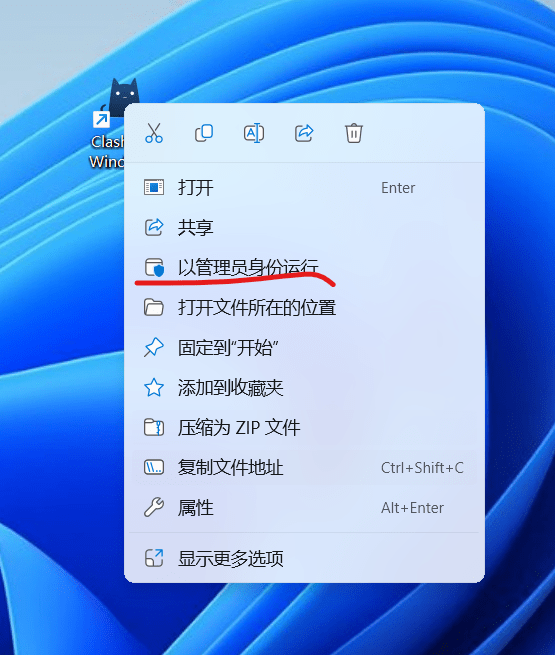 Clash
Wind
打开 Enter
共享
以管理员身份运行
打开文件所在的位置
固定到“开始”
添加到收藏夹
压缩为 ZIP 文件
复制文件地址 Ctrl+Shift+C
属性 Alt+Enter
显示更多选项